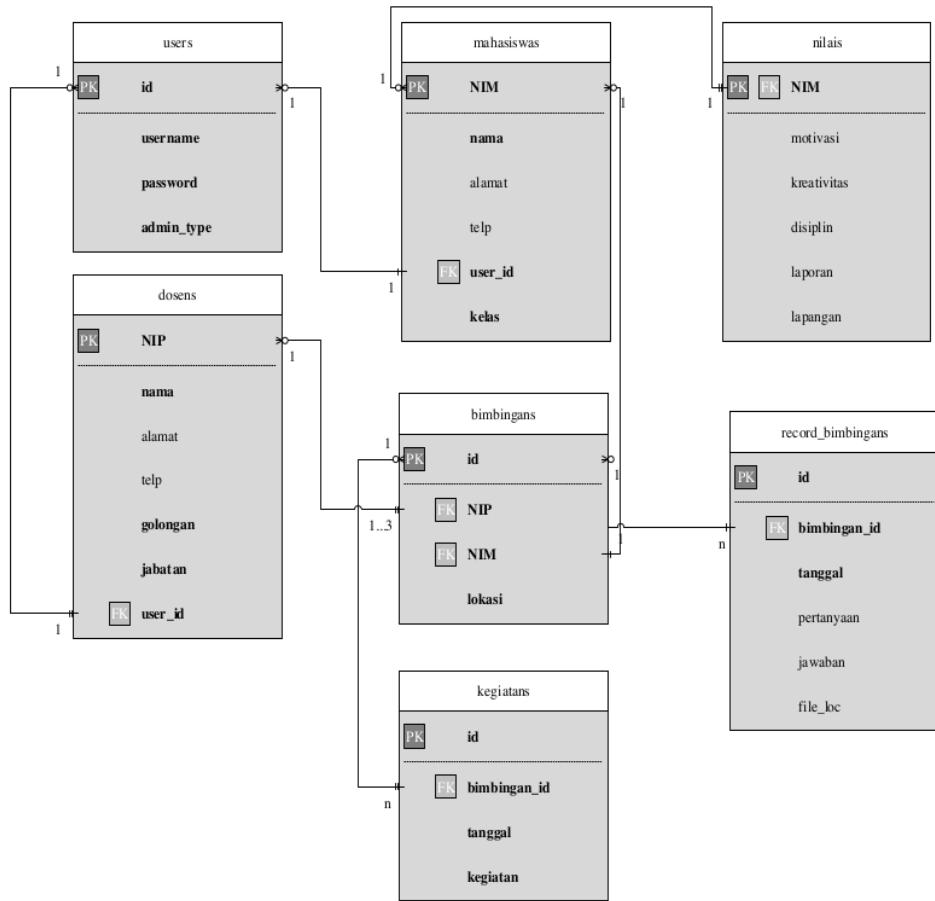 users
1
PK id
1
username
password
admin_type
mahasiswas
1
PK NIM
1
nama
alamat
telp
FK user_id
1
kelas
nilais
1
PK FK NIM
motivasi
kreativitas
disiplin
laporan
lapangan
dosens
PK NIP
1
nama
alamat
telp
golongan
jabatan
FK user_id
1
bimbingans
1
PK id
1
FK NIP
1...3
FK NIM
1
lokasi
record_bimbingans
PK id
FK bimbingan_id
n
tanggal
pertanyaan
jawaban
file_loc
kegiatans
PK id
FK bimbingan_id
n
tanggal
kegiatan